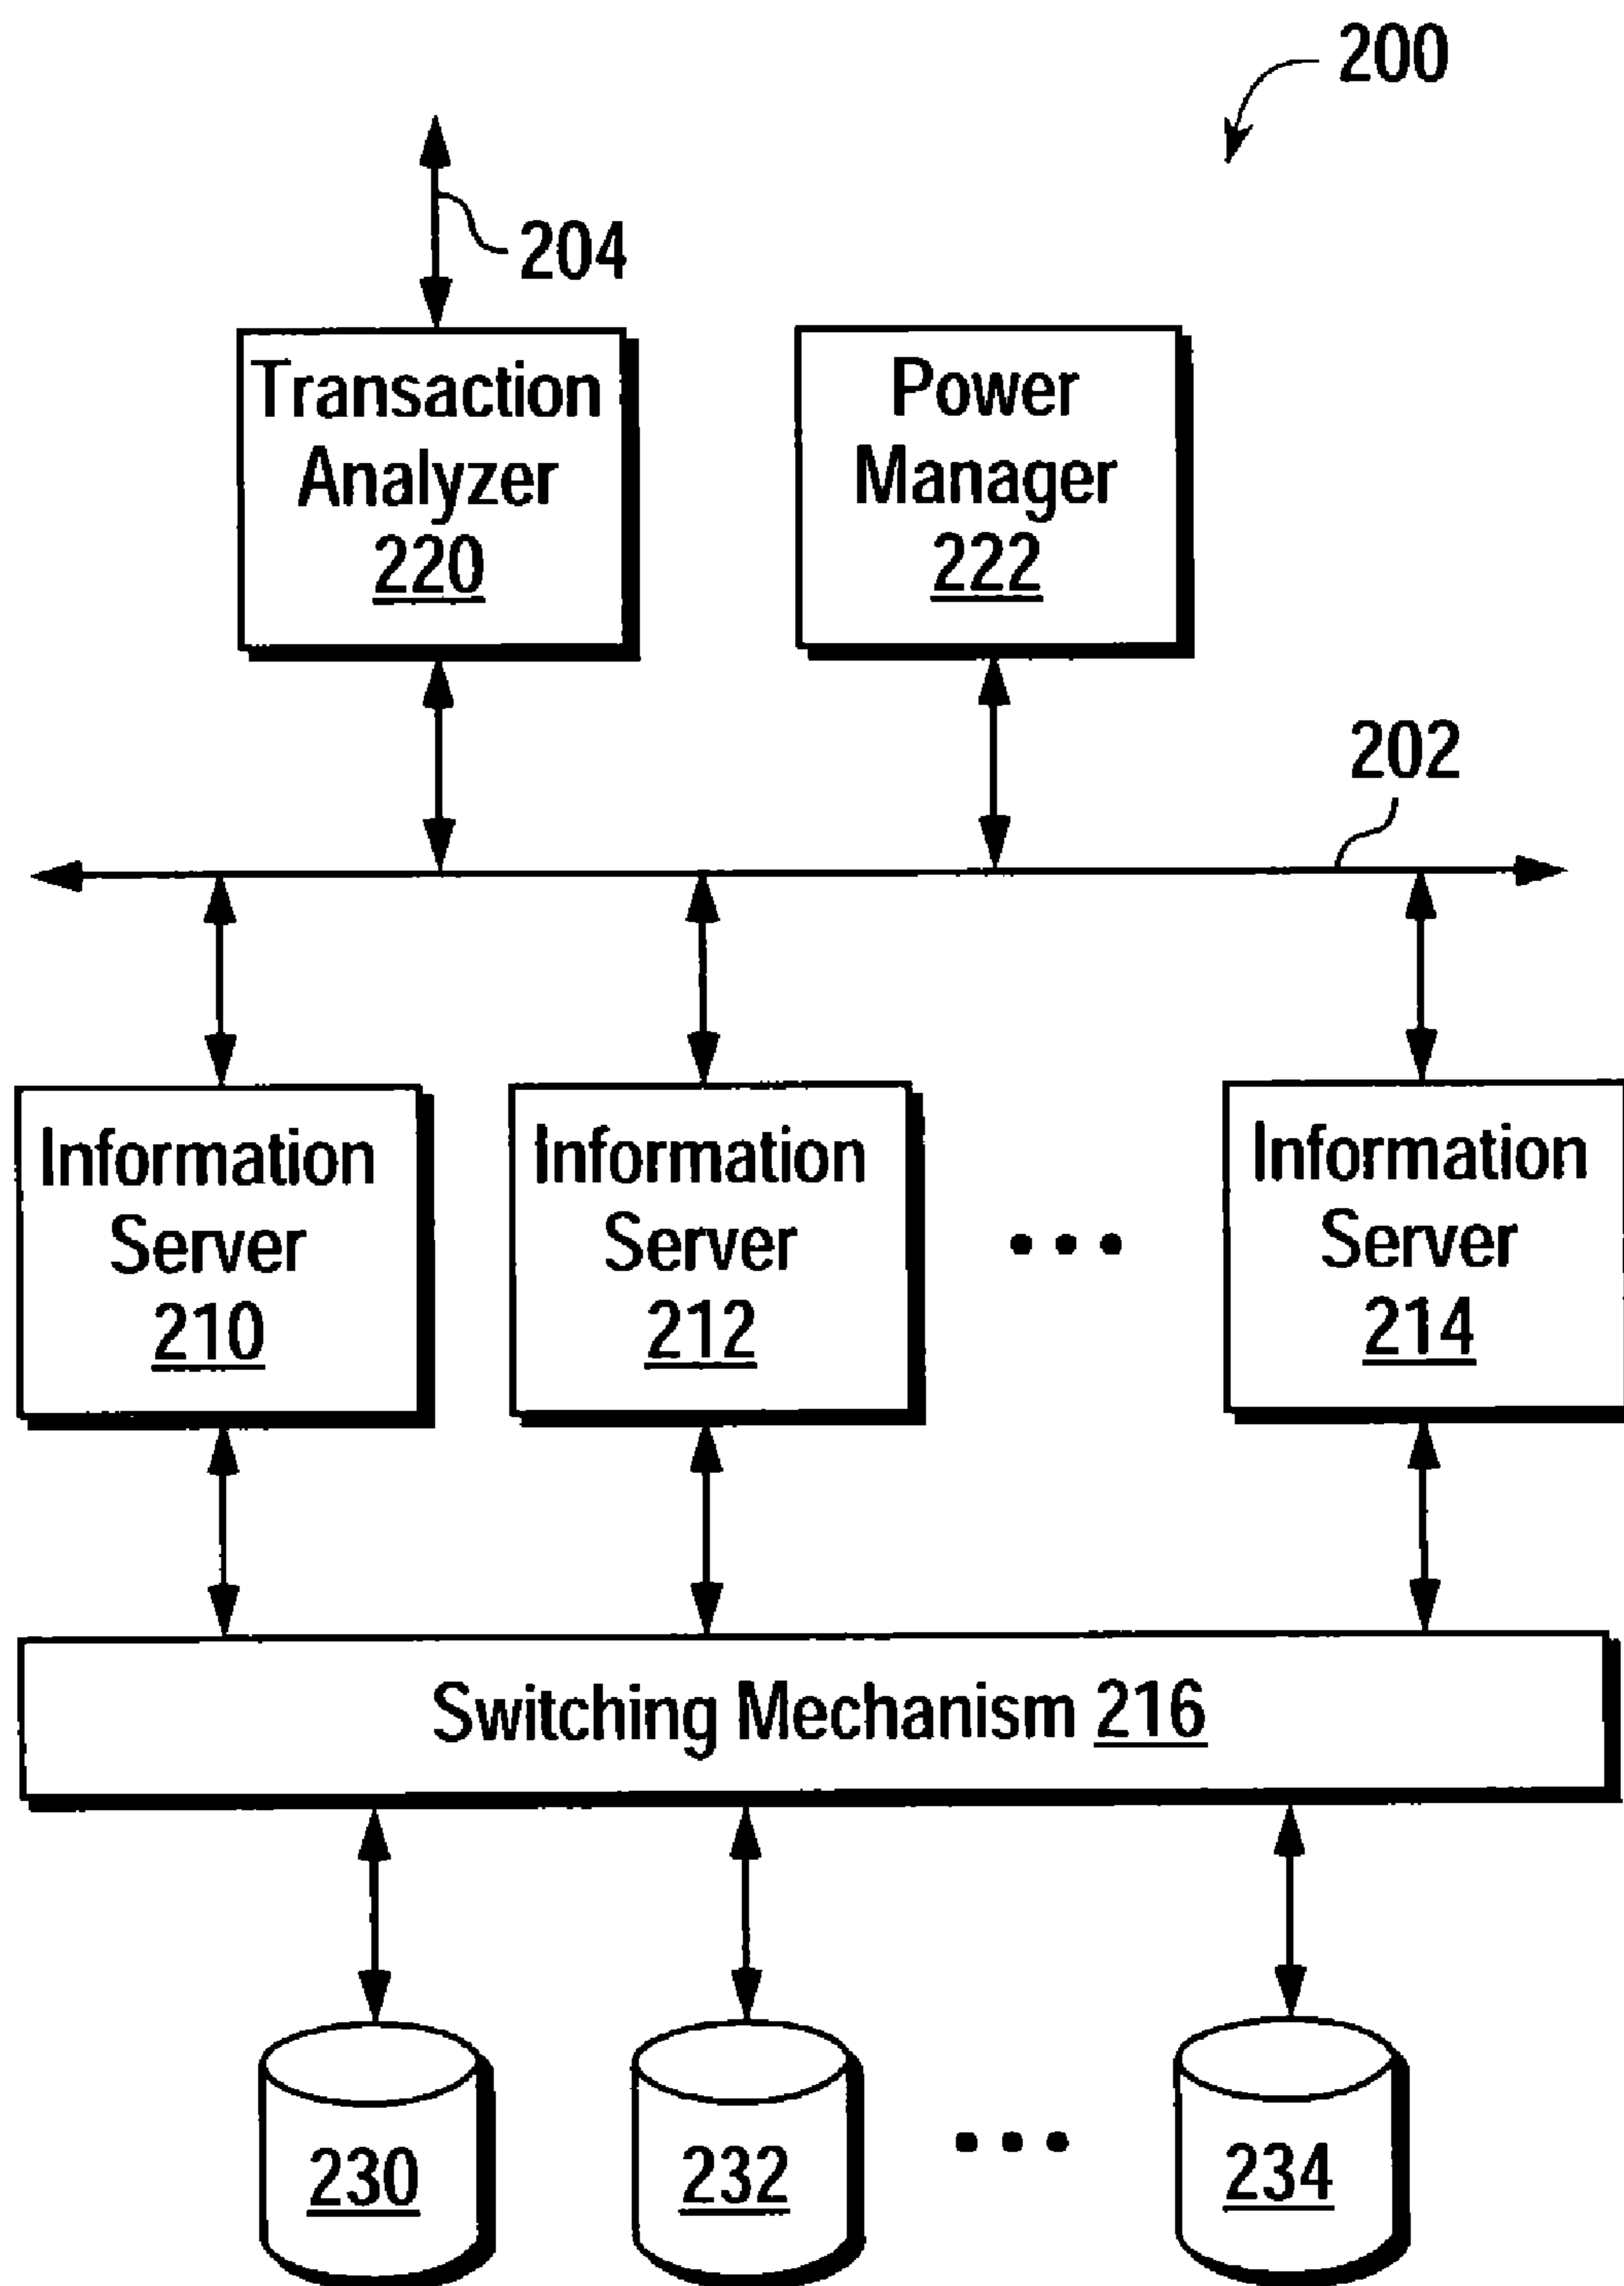 200
204
Transaction
Analyzer
220
Power
Manager
222
202
Information
Server
210
Information
Server
212
Information
Server
214
Switching Mechanism 216
230
232
234